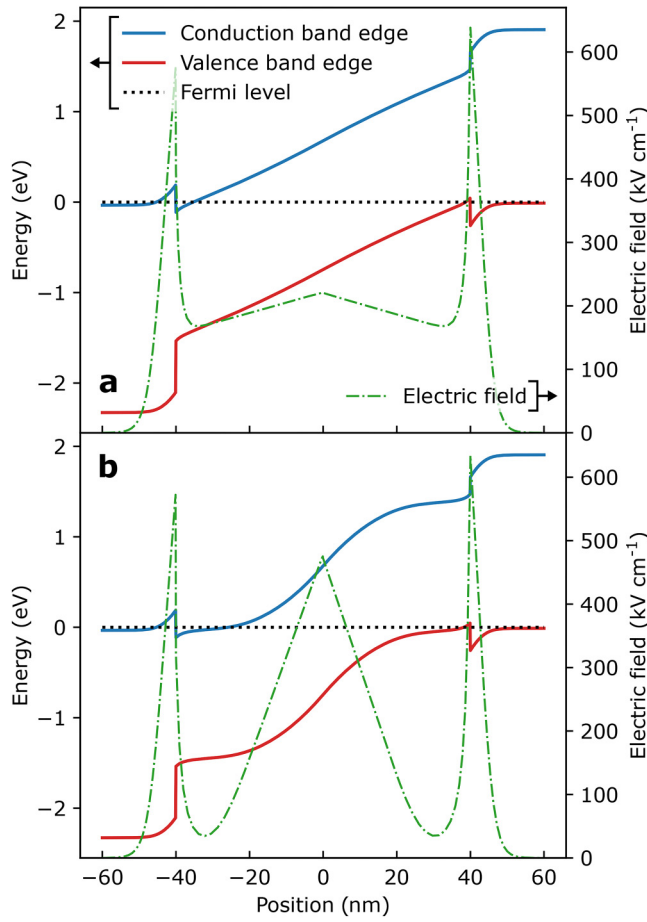 2
1
0
−1
−2
Energy (eV)
Conduction band edge
Valence band edge
Fermi level
600
500
400
300
200
100
0
Electric field (kV cm⁻¹)
a
Electric field
2
1
0
−1
−2
Energy (eV)
b
600
500
400
300
200
100
0
Electric field (kV cm⁻¹)
−60 −40 −20 0 20 40 60
Position (nm)